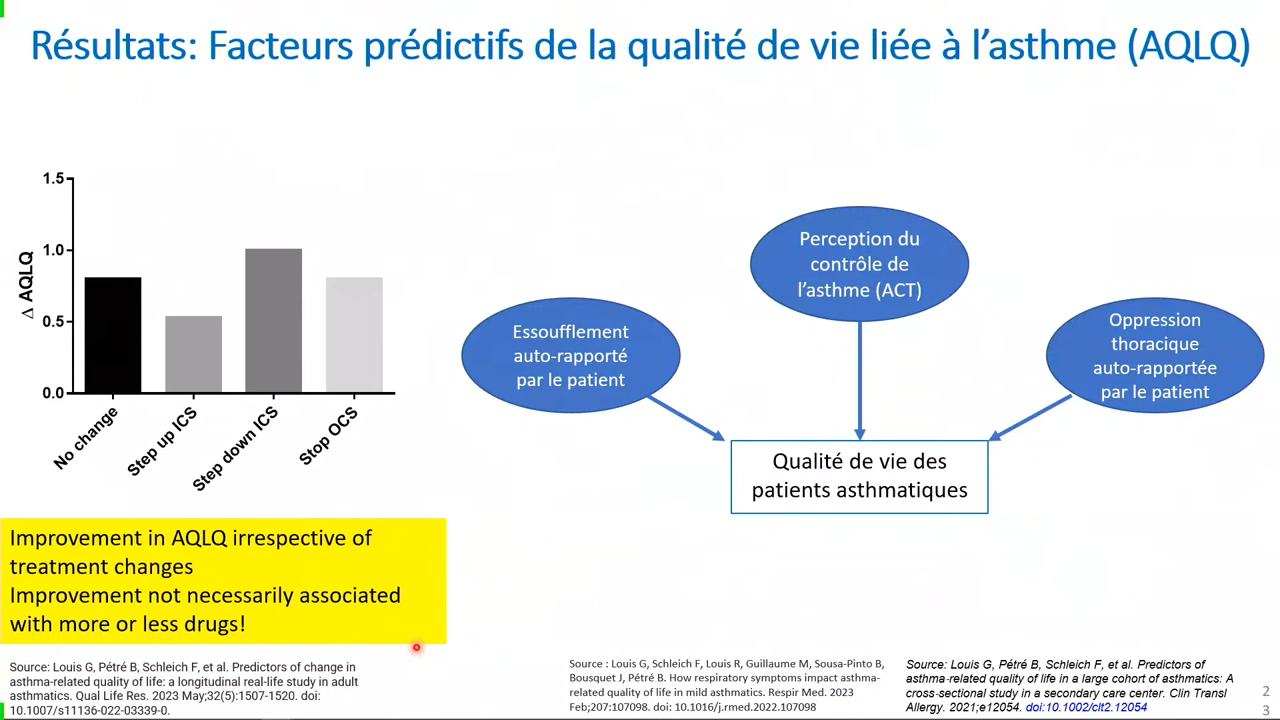 Résultats: Facteurs prédictifs de la qualité de vie liée à l’asthme (AQLQ)
1.5
1.0
0.5
0.0
Δ AQLQ
No change
Step up ICS
Step down ICS
Stop OCS
Perception du
contrôle de
l’asthme (ACT)
Essoufflement
auto-rapporté
par le patient
Oppression
thoracique
auto-rapportée
par le patient
Qualité de vie des
patients asthmatiques
Improvement in AQLQ irrespective of
treatment changes
Improvement not necessarily associated
with more or less drugs!
Source: Louis G, Pétré B, Schleich F, et al. Predictors of change in
asthma-related quality of life: a longitudinal real-life study in adult
asthmatics. Qual Life Res. 2023 May;32(5):1507-1520. doi:
10.1007/s11136-022-03339-0.
Source : Louis G, Schleich F, Louis R, Guillaume M, Sousa-Pinto B,
Bousquet J, Pétré B. How respiratory symptoms impact asthma-
related quality of life in mild asthmatics. Respir Med. 2023
Feb;207:107098. doi: 10.1016/j.rmed.2022.107098
Source: Louis G, Pétré B, Schleich F, et al. Predictors of
asthma-related quality of life in a large cohort of asthmatics: A
cross-sectional study in a secondary care center. Clin Transl
Allergy. 2021;e12054. doi:10.1002/clt2.12054
2
3